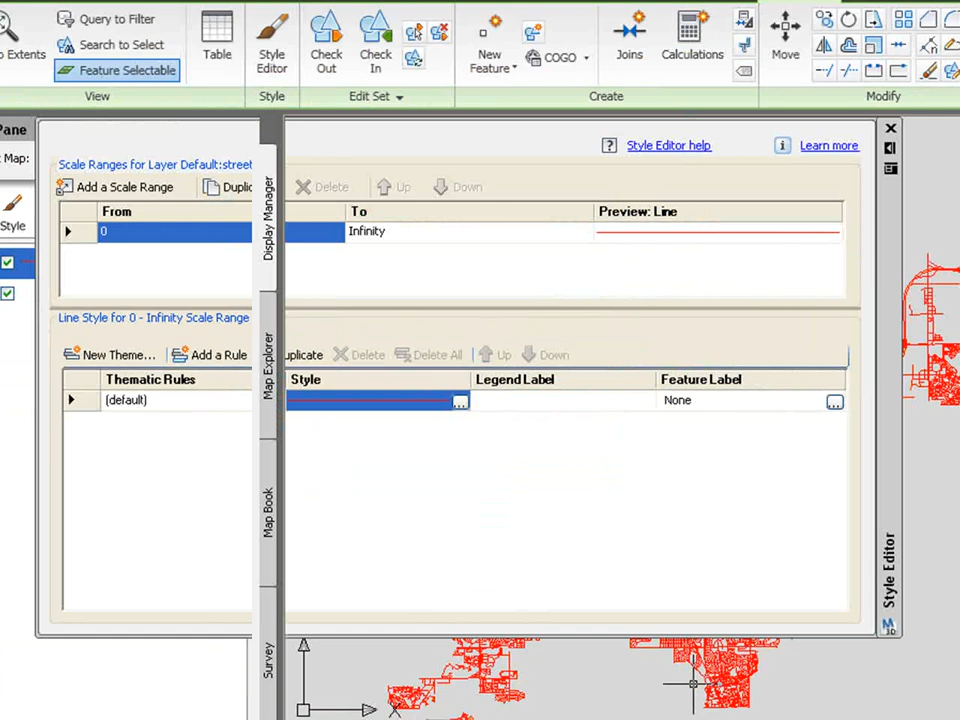 Query to Filter
Search to Select
Feature Selectable
o Extents
View
Table
Style
Editor
Style
Check
Out
Check
In
Edit Set
New
Feature
COGO
Create
Joins
Calculations
Move
Modify
Pane
Map:
Style
Style Editor help
Learn more
Scale Ranges for Layer Default:street
Add a Scale Range
Duplic
Delete
Up
Down
From
To
Preview: Line
0
Infinity
Line Style for 0 - Infinity Scale Range
New Theme...
Add a Rule
uplicate
Delete
Delete All
Up
Down
Thematic Rules
Style
Legend Label
Feature Label
(default)
...
None
...
Display Manager
Map Explorer
Map Book
Survey
Style Editor
3D
X